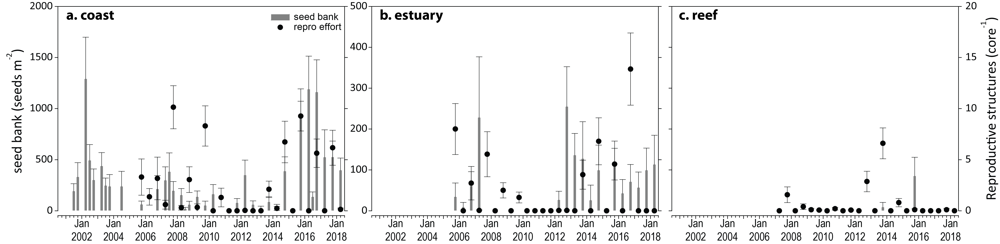 a. coast
seed bank
repro effort
2000
1500
1000
500
0
seed bank (seeds m-2)
Jan 2002
Jan 2004
Jan 2006
Jan 2008
Jan 2010
Jan 2012
Jan 2014
Jan 2016
Jan 2018
b. estuary
500
400
300
200
100
0
Jan 2002
Jan 2004
Jan 2006
Jan 2008
Jan 2010
Jan 2012
Jan 2014
Jan 2016
Jan 2018
c. reef
20
15
10
5
0
Reproductive structures (core-1)
Jan 2002
Jan 2004
Jan 2006
Jan 2008
Jan 2010
Jan 2012
Jan 2014
Jan 2016
Jan 2018